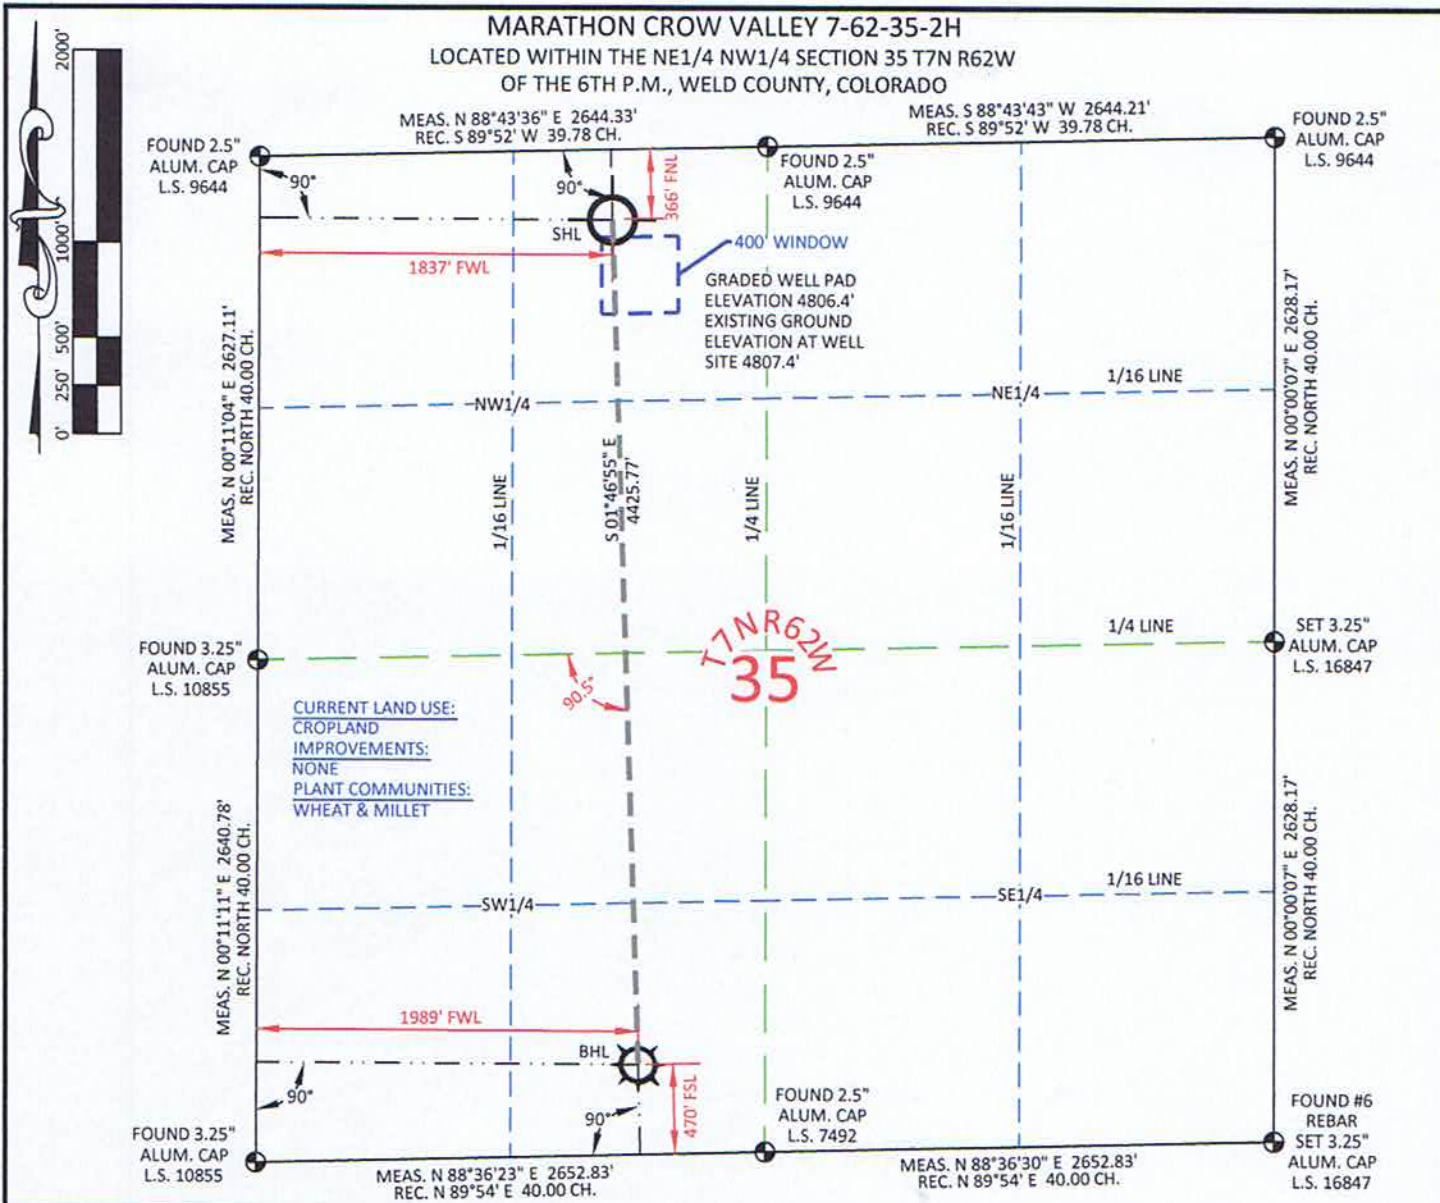 MARATHON CROW VALLEY 7-62-35-2H
LOCATED WITHIN THE NE1/4 NW1/4 SECTION 35 T7N R62W
OF THE 6TH P.M., WELD COUNTY, COLORADO
MEAS. N 88°43'36" E 2644.33'
REC. S 89°52' W 39.78 CH.
MEAS. S 88°43'43" W 2644.21'
REC. S 89°52' W 39.78 CH.
2000'
1000'
500'
250'
0'
FOUND 2.5"
ALUM. CAP
L.S. 9644
FOUND 2.5"
ALUM. CAP
L.S. 9644
FOUND 2.5"
ALUM. CAP
L.S. 9644
90°
90°
366' FNL
SHL
1837' FWL
400' WINDOW
GRADED WELL PAD
ELEVATION 4806.4'
EXISTING GROUND
ELEVATION AT WELL
SITE 4807.4'
MEAS. N 00°11'04" E 2627.11'
REC. NORTH 40.00 CH.
MEAS. N 00°00'07" E 2628.17'
REC. NORTH 40.00 CH.
1/16 LINE
NW1/4
NE1/4
1/16 LINE
S 01°46'55" E
4425.77'
1/4 LINE
1/16 LINE
T7NR62W
35
1/4 LINE
FOUND 3.25"
ALUM. CAP
L.S. 10855
SET 3.25"
ALUM. CAP
L.S. 16847
90.5°
CURRENT LAND USE:
CROPLAND
IMPROVEMENTS:
NONE
PLANT COMMUNITIES:
WHEAT & MILLET
MEAS. N 00°11'11" E 2640.78'
REC. NORTH 40.00 CH.
MEAS. N 00°00'07" E 2628.17'
REC. NORTH 40.00 CH.
1/16 LINE
SW1/4
SE1/4
1989' FWL
BHL
90°
90°
470' FSL
FOUND 3.25"
ALUM. CAP
L.S. 10855
FOUND 2.5"
ALUM. CAP
L.S. 7492
FOUND #6
REBAR
SET 3.25"
ALUM. CAP
L.S. 16847
MEAS. N 88°36'23" E 2652.83'
REC. N 89°54' E 40.00 CH.
MEAS. N 88°36'30" E 2652.83'
REC. N 89°54' E 40.00 CH.